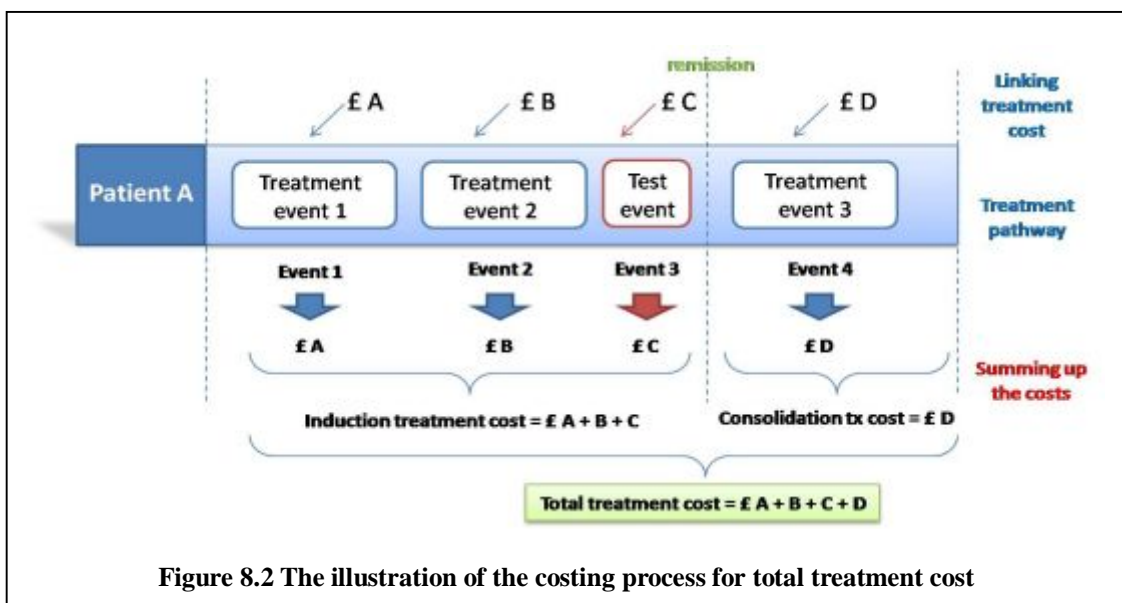 remission
£ A
£ B
£ C
£ D
Linking
treatment
cost
Patient A
Treatment
event 1
Treatment
event 2
Test
event
Treatment
event 3
Treatment
pathway
Event 1
Event 2
Event 3
Event 4
£ A
£ B
£ C
£ D
Summing up
the costs
Induction treatment cost = £ A + B + C
Consolidation tx cost = £ D
Total treatment cost = £ A + B + C + D
Figure 8.2 The illustration of the costing process for total treatment cost